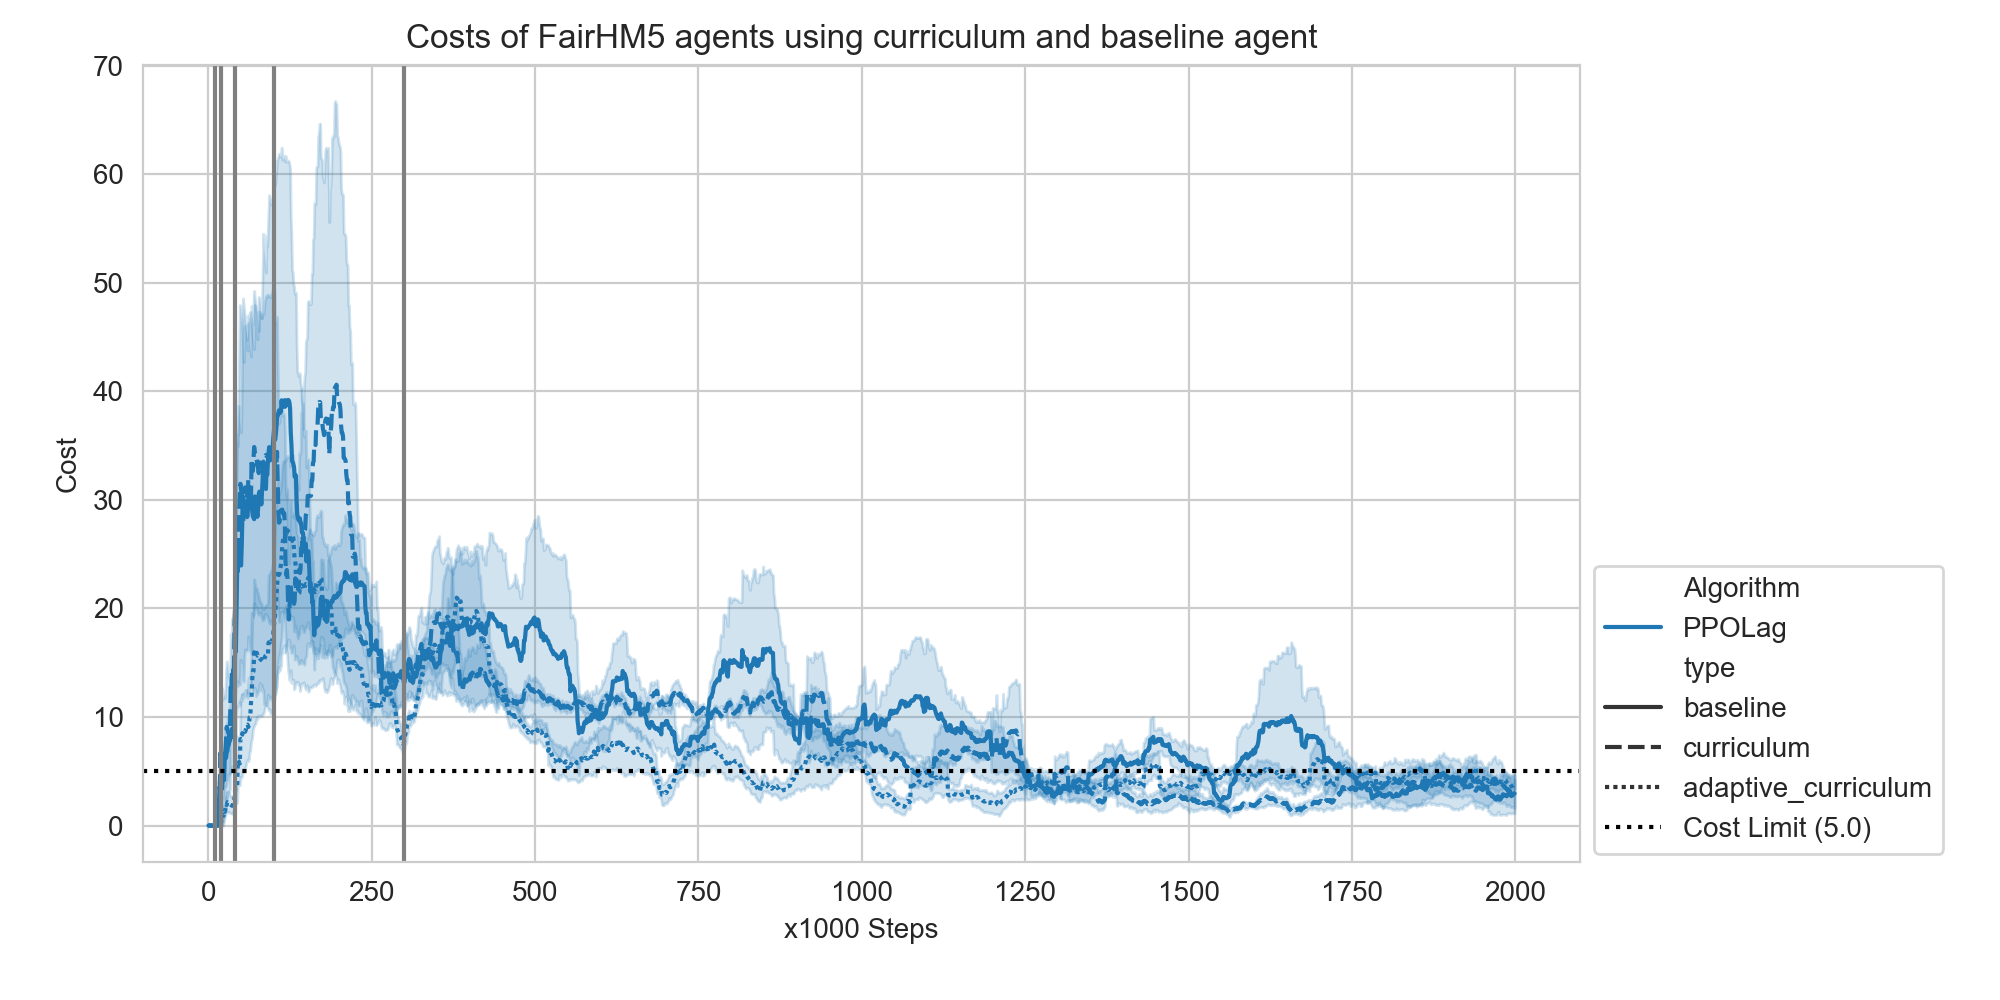 Costs of FairHM5 agents using curriculum and baseline agent
70
60
50
40
30
20
10
0
Cost
0 250 500 750 1000 1250 1500 1750 2000
x1000 Steps
Algorithm
PPOLag
type
baseline
curriculum
adaptive_curriculum
Cost Limit (5.0)